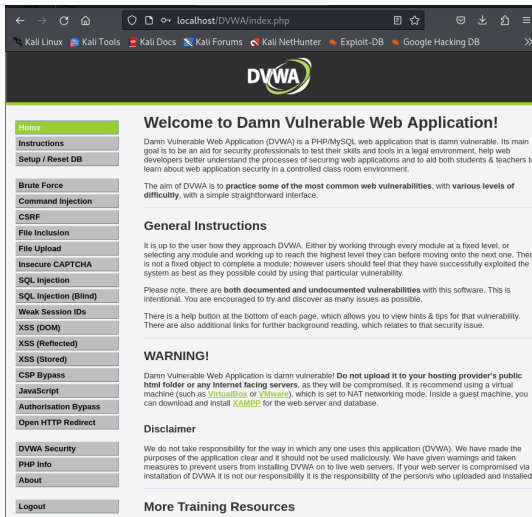 localhost/DVWA/index.php
Kali Linux Kali Tools Kali Docs Kali Forums Kali NetHunter Exploit-DB Google Hacking DB
DVWA
Home
Instructions
Setup / Reset DB
Brute Force
Command Injection
CSRF
File Inclusion
File Upload
Insecure CAPTCHA
SQL Injection
SQL Injection (Blind)
Weak Session IDs
XSS (DOM)
XSS (Reflected)
XSS (Stored)
CSP Bypass
JavaScript
Authorisation Bypass
Open HTTP Redirect
DVWA Security
PHP Info
About
Logout
Welcome to Damn Vulnerable Web Application!
Damn Vulnerable Web Application (DVWA) is a PHP/MySQL web application that is damn vulnerable. Its main
goal is to be an aid for security professionals to test their skills and tools in a legal environment, help web
developers better understand the processes of securing web applications and to aid both students & teachers to
learn about web application security in a controlled class room environment.
The aim of DVWA is to practice some of the most common web vulnerabilities, with various levels of
difficultly, with a simple straightforward interface.
General Instructions
It is up to the user how they approach DVWA. Either by working through every module at a fixed level, or
selecting any module and working up to reach the highest level they can before moving onto the next one. Ther
is not a fixed object to complete a module; however users should feel that they have successfully exploited the
system as best as they possible could by using that particular vulnerability.
Please note, there are both documented and undocumented vulnerabilities with this software. This is
intentional. You are encouraged to try and discover as many issues as possible.
There is a help button at the bottom of each page, which allows you to view hints & tips for that vulnerability.
There are also additional links for further background reading, which relates to that security issue.
WARNING!
Damn Vulnerable Web Application is damn vulnerable! Do not upload it to your hosting provider's public
html folder or any Internet facing servers, as they will be compromised. It is recommend using a virtual
machine (such as VirtualBox or VMware), which is set to NAT networking mode. Inside a guest machine, you
can download and install XAMPP for the web server and database.
Disclaimer
We do not take responsibility for the way in which any one uses this application (DVWA). We have made the
purposes of the application clear and it should not be used maliciously. We have given warnings and taken
measures to prevent users from installing DVWA on to live web servers. If your web server is compromised via
installation of DVWA it is not our responsibility it is the responsibility of the person/s who uploaded and installed
More Training Resources